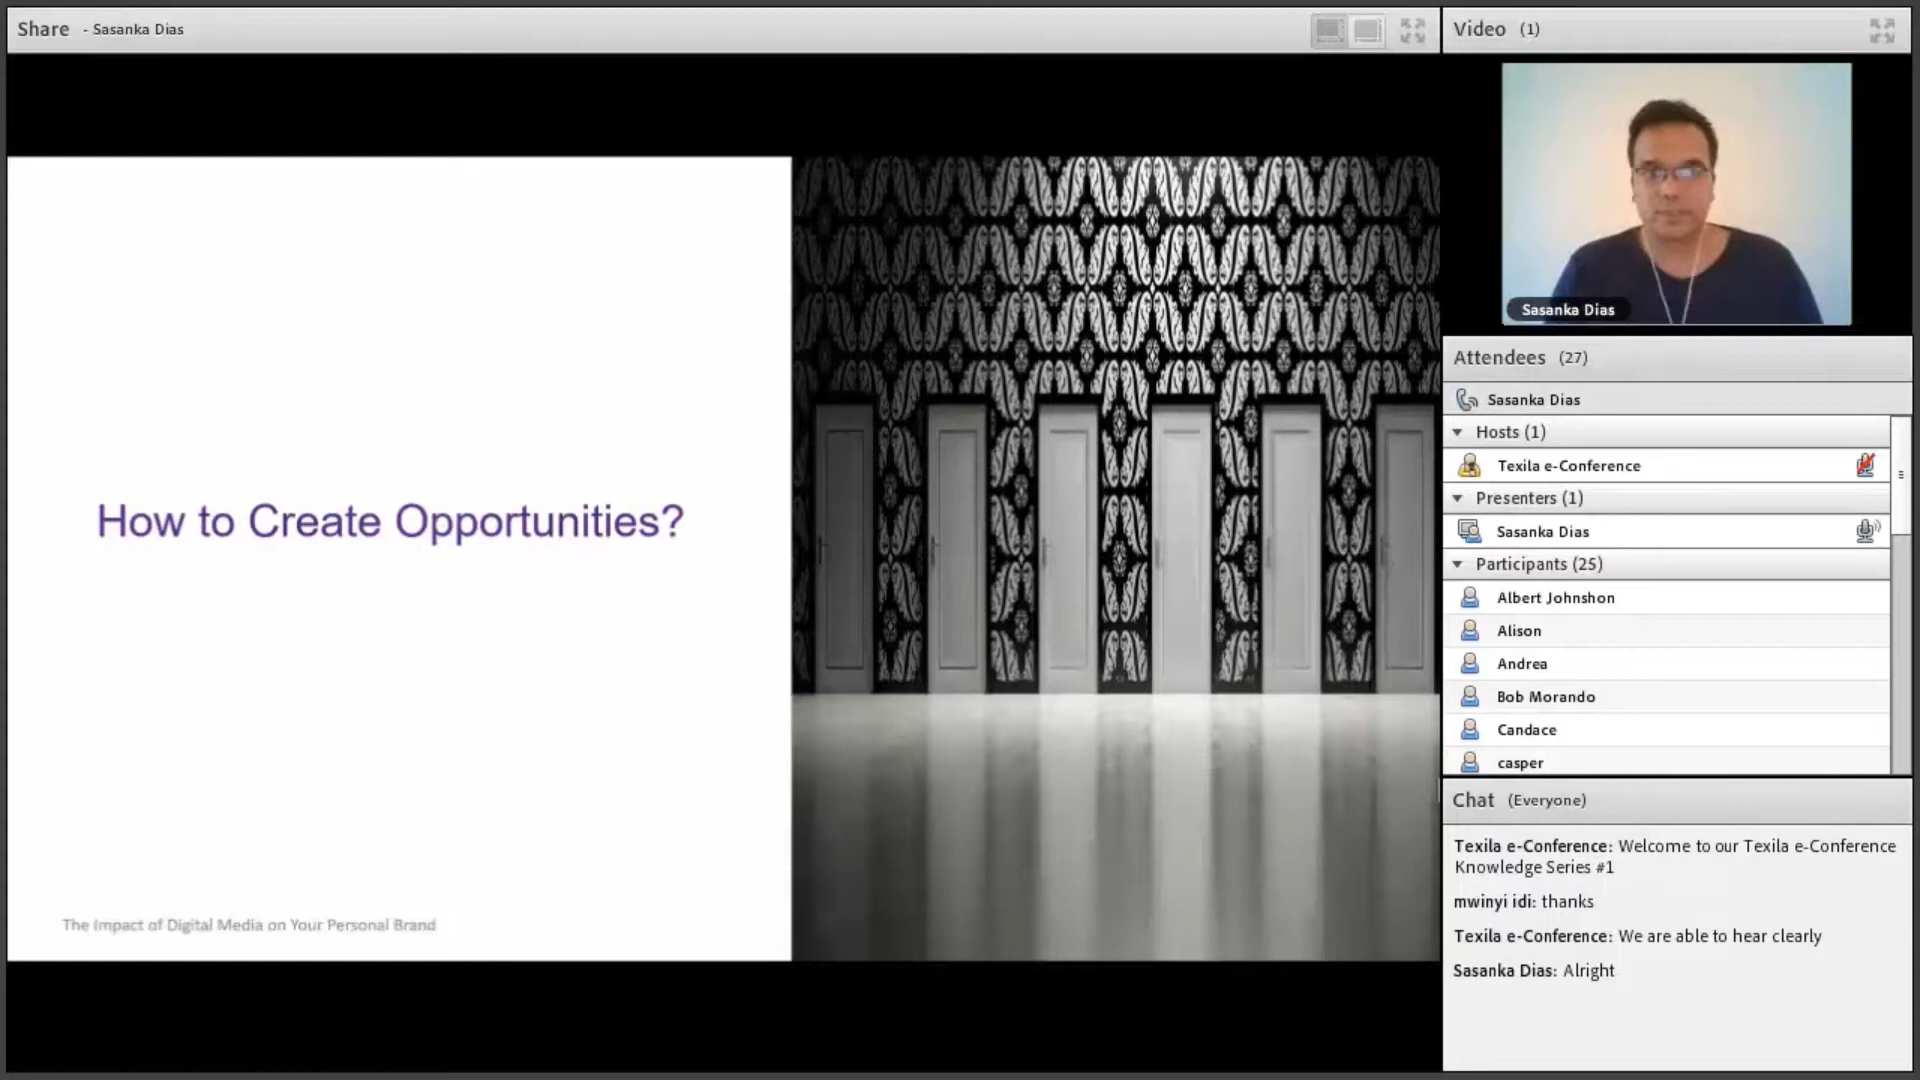 Share - Sasanka Dias
How to Create Opportunities?
The Impact of Digital Media on Your Personal Brand
Video (1)
Sasanka Dias
Attendees (27)
Sasanka Dias
Hosts (1)
Texila e-Conference
Presenters (1)
Sasanka Dias
Participants (25)
Albert Johnshon
Alison
Andrea
Bob Morando
Candace
casper
Chat (Everyone)
Texila e-Conference: Welcome to our Texila e-Conference
Knowledge Series #1
mwinyi idi: thanks
Texila e-Conference: We are able to hear clearly
Sasanka Dias: Alright